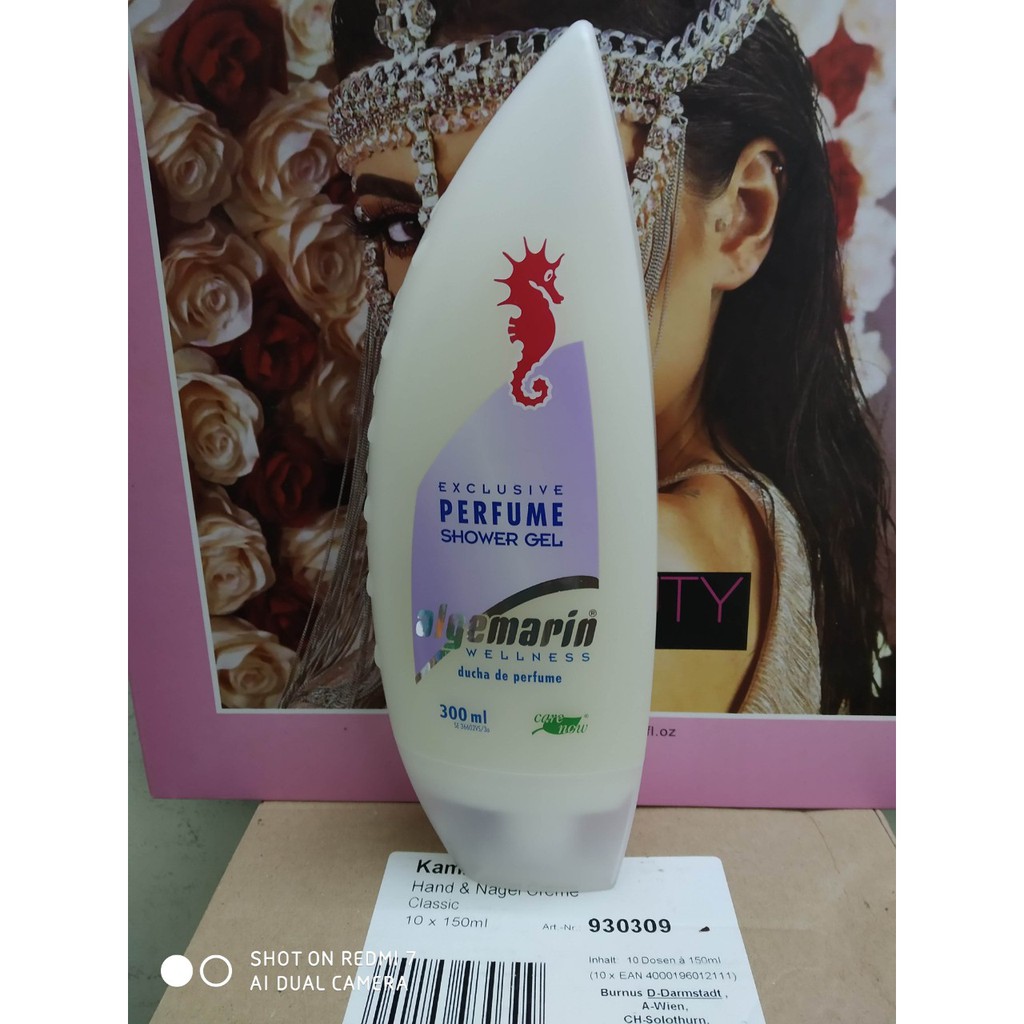 EXCLUSIVE
PERFUME
SHOWER GEL
algemarin®
WELLNESS
ducha de perfume
300 ml
care now®
TY
fl.oz
Hand & Nagel Creme
Classic
10 x 150ml
Art.-Nr. 930309
Inhalt 10 Dosen à 150ml
(10 x EAN 4000196012111)
Burnus D-Darmstadt,
A-Wien,
CH-Solothurn,
SHOT ON REDMI 7
AI DUAL CAMERA